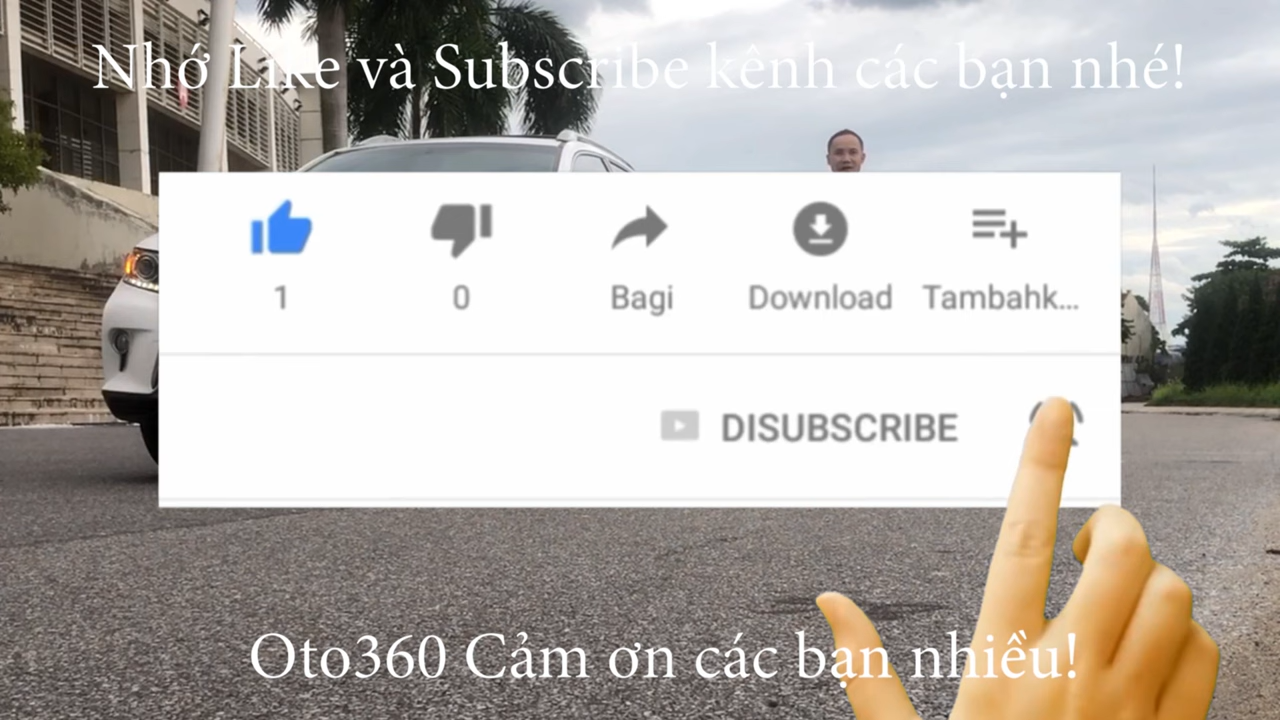 Nhớ Like và Subscribe kênh các bạn nhé!
1
0
Bagi
Download
Tambahk...
DISUBSCRIBE
Oto360 Cảm ơn các bạn nhiều!